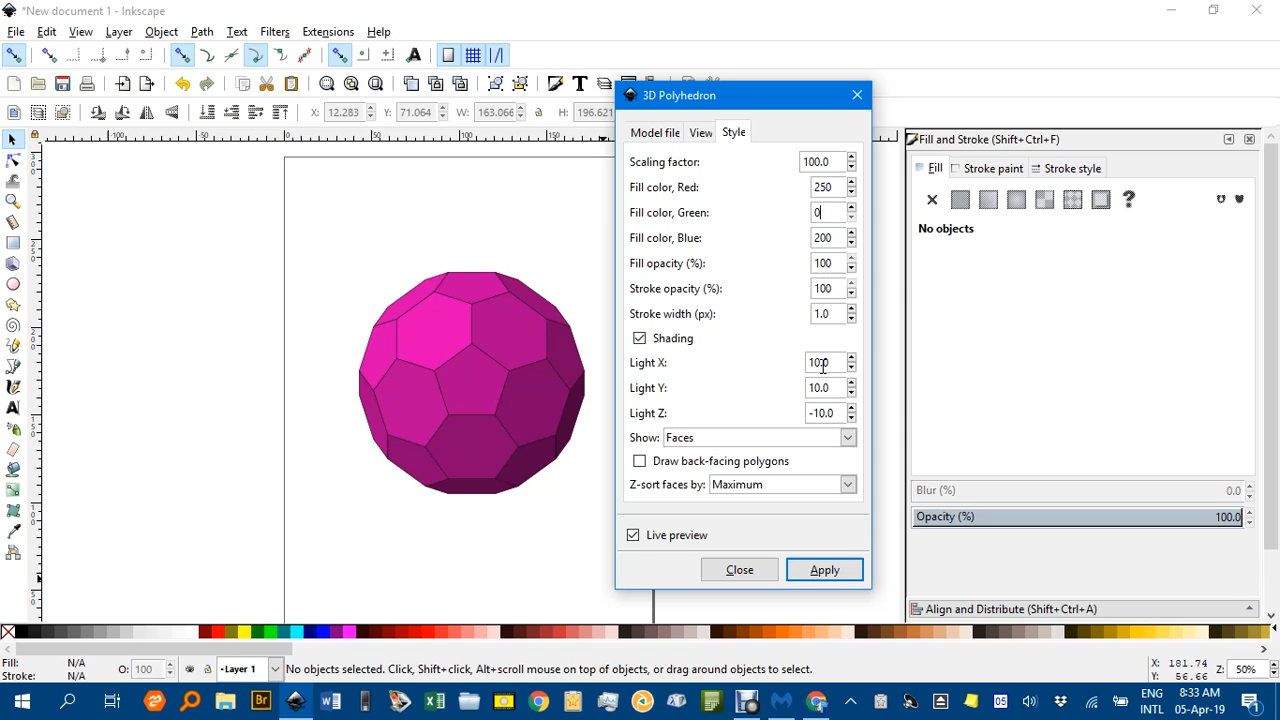 *New document 1 - Inkscape
File Edit View Layer Object Path Text Filters Extensions Help
X: 12.283 Y: 71.064 W: 163.066 H: 196.621
3D Polyhedron
Model file View Style
Scaling factor: 100.0
Fill color, Red: 250
Fill color, Green: 0
Fill color, Blue: 200
Fill opacity (%): 100
Stroke opacity (%): 100
Stroke width (px): 1.0
Shading
Light X: 10.0
Light Y: 10.0
Light Z: -10.0
Show: Faces
Draw back-facing polygons
Z-sort faces by: Maximum
Live preview
Close Apply
Fill and Stroke (Shift+Ctrl+F)
Fill Stroke paint Stroke style
No objects
Blur (%) 0.0
Opacity (%) 100.0
Align and Distribute (Shift+Ctrl+A)
Fill: N/A
Stroke: N/A
O: 100
Layer 1
No objects selected. Click, Shift+click, Alt+scroll mouse on top of objects, or drag around objects to select.
X: 181.74
Y: 56.66
Z: 50%
Br
05
ENG
INTL
8:33 AM
05-Apr-19